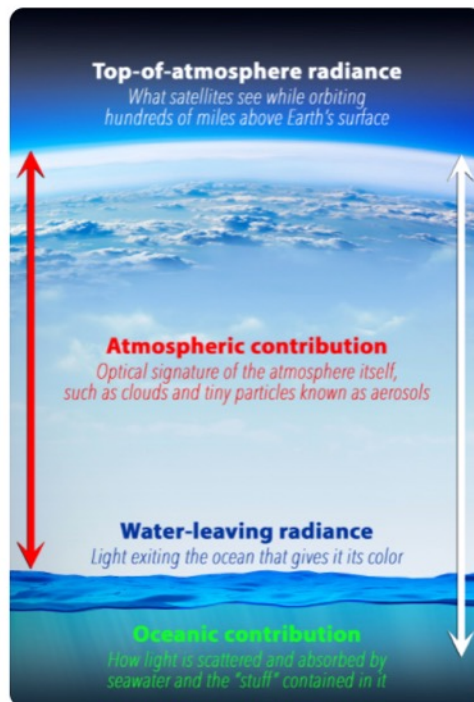 Top-of-atmosphere radiance
What satellites see while orbiting
hundreds of miles above Earth's surface
Atmospheric contribution
Optical signature of the atmosphere itself,
such as clouds and tiny particles known as aerosols
Water-leaving radiance
Light exiting the ocean that gives it its color
Oceanic contribution
How light is scattered and absorbed by
seawater and the "stuff" contained in it